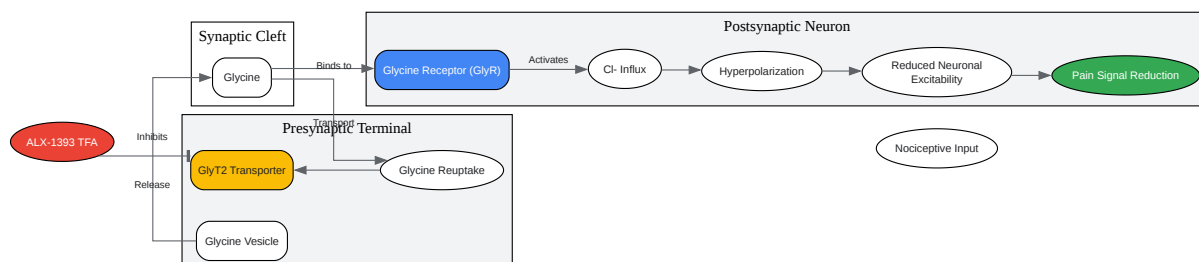 Postsynaptic Neuron
Synaptic Cleft
Glycine
Binds to
Glycine Receptor (GlyR)
Activates
Cl- Influx
Hyperpolarization
Reduced Neuronal
Excitability
Pain Signal Reduction
Presynaptic Terminal
Transport
ALX-1393 TFA
Inhibits
GlyT2 Transporter
Glycine Reuptake
Nociceptive Input
Release
Glycine Vesicle